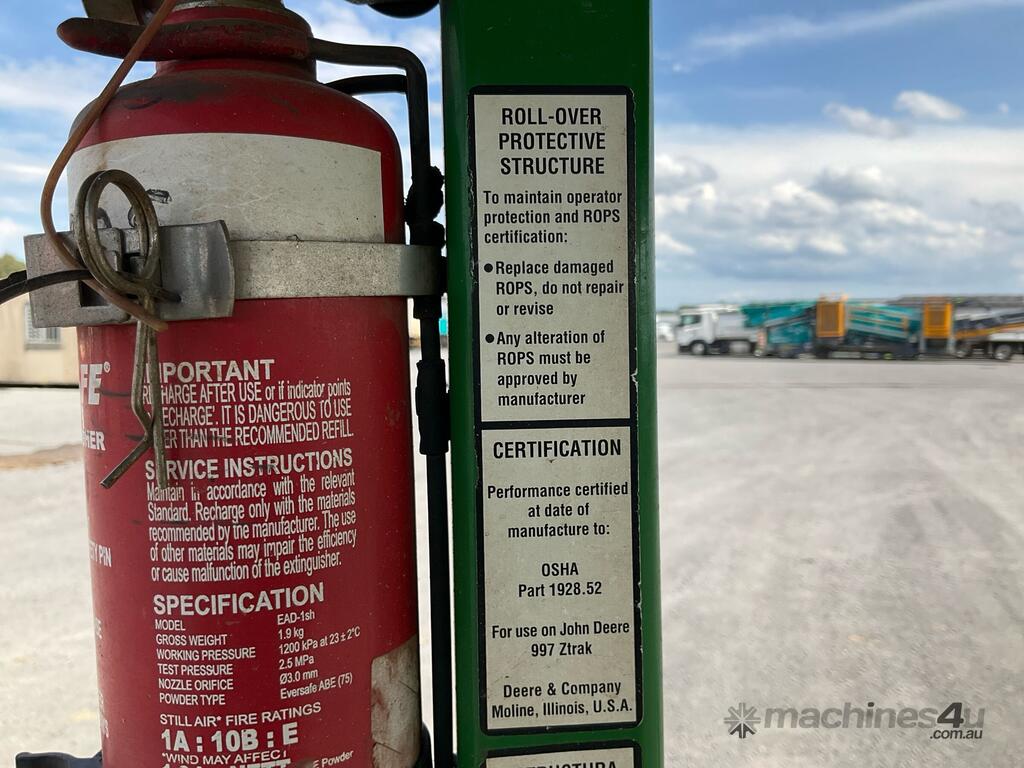 FE®
HER
TY PIN
IMPORTANT
RECHARGE AFTER USE or if indicator points
'RECHARGE'. IT IS DANGEROUS TO USE
THAN THE RECOMMENDED REFILL.
SERVICE INSTRUCTIONS
Maintain in accordance with the relevant
Standard. Recharge only with the materials
recommended by the manufacturer. The use
of other materials may impair the efficiency
or cause malfunction of the extinguisher.
SPECIFICATION
MODEL EAD-1sh
GROSS WEIGHT 1.9 kg
WORKING PRESSURE 1200 kPa at 23 ± 2°C
TEST PRESSURE 2.5 MPa
NOZZLE ORIFICE Ø3.0 mm
POWDER TYPE Eversafe ABE (75)
STILL AIR* FIRE RATINGS
1A : 10B : E
*WIND MAY AFFECT
Powder
ROLL-OVER
PROTECTIVE
STRUCTURE
To maintain operator
protection and ROPS
certification:
• Replace damaged
ROPS, do not repair
or revise
• Any alteration of
ROPS must be
approved by
manufacturer
CERTIFICATION
Performance certified
at date of
manufacture to:
OSHA
Part 1928.52
For use on John Deere
997 Ztrak
Deere & Company
Moline, Illinois, U.S.A.
machines4u
.com.au